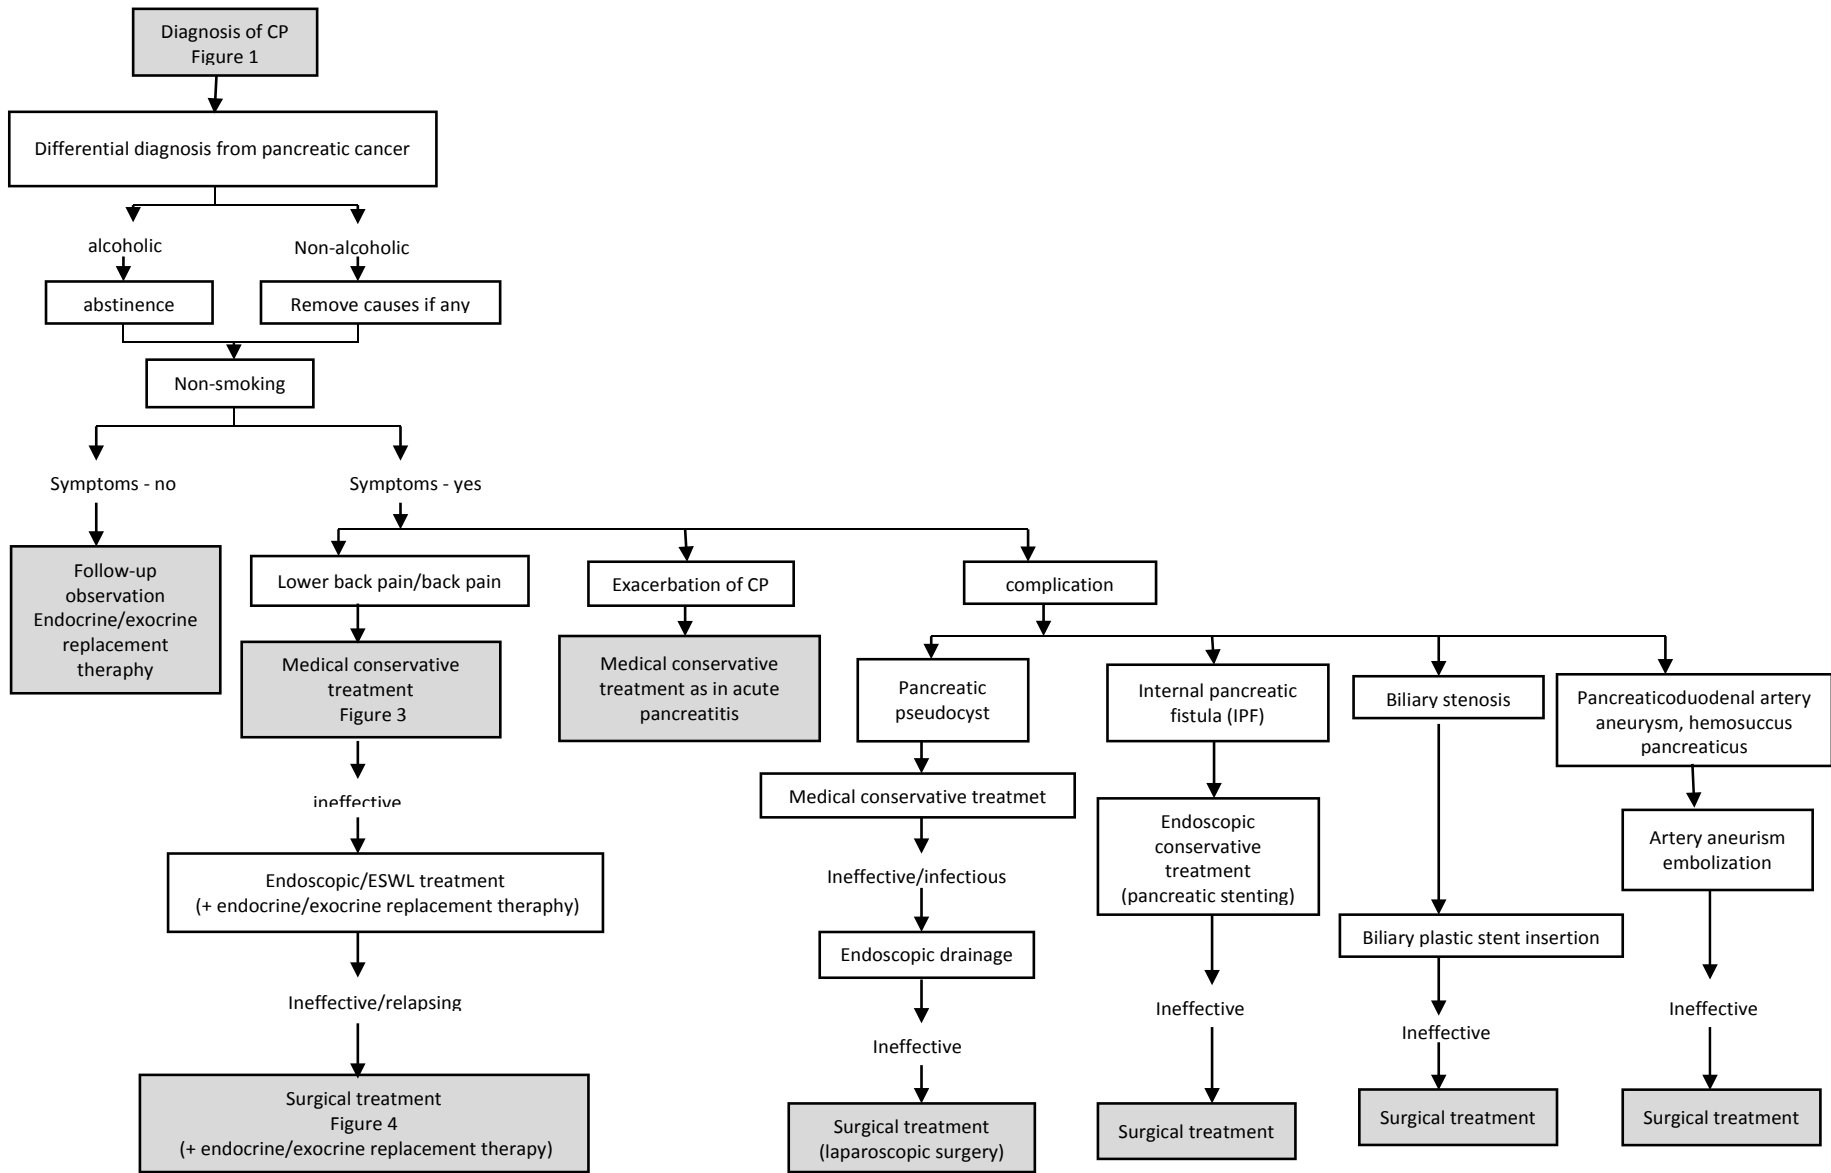 Diagnosis of CP
Figure 1
Differential diagnosis from pancreatic cancer
alcoholic
Non-alcoholic
abstinence
Remove causes if any
Non-smoking
Symptoms - no
Symptoms - yes
Follow-up
observation
Endocrine/exocrine
replacement
theraphy
Lower back pain/back pain
Exacerbation of CP
complication
Medical conservative
treatment
Figure 3
Medical conservative
treatment as in acute
pancreatitis
Pancreatic
pseudocyst
Internal pancreatic
fistula (IPF)
Biliary stenosis
Pancreaticoduodenal artery
aneurysm, hemosuccus
pancreaticus
ineffective
Medical conservative treatmet
Endoscopic
conservative
treatment
(pancreatic stenting)
Artery aneurism
embolization
Endoscopic/ESWL treatment
(+ endocrine/exocrine replacement theraphy)
Ineffective/infectious
Endoscopic drainage
Biliary plastic stent insertion
Ineffective/relapsing
Ineffective
Ineffective
Ineffective
Ineffective
Surgical treatment
Figure 4
(+ endocrine/exocrine replacement therapy)
Surgical treatment
(laparoscopic surgery)
Surgical treatment
Surgical treatment
Surgical treatment